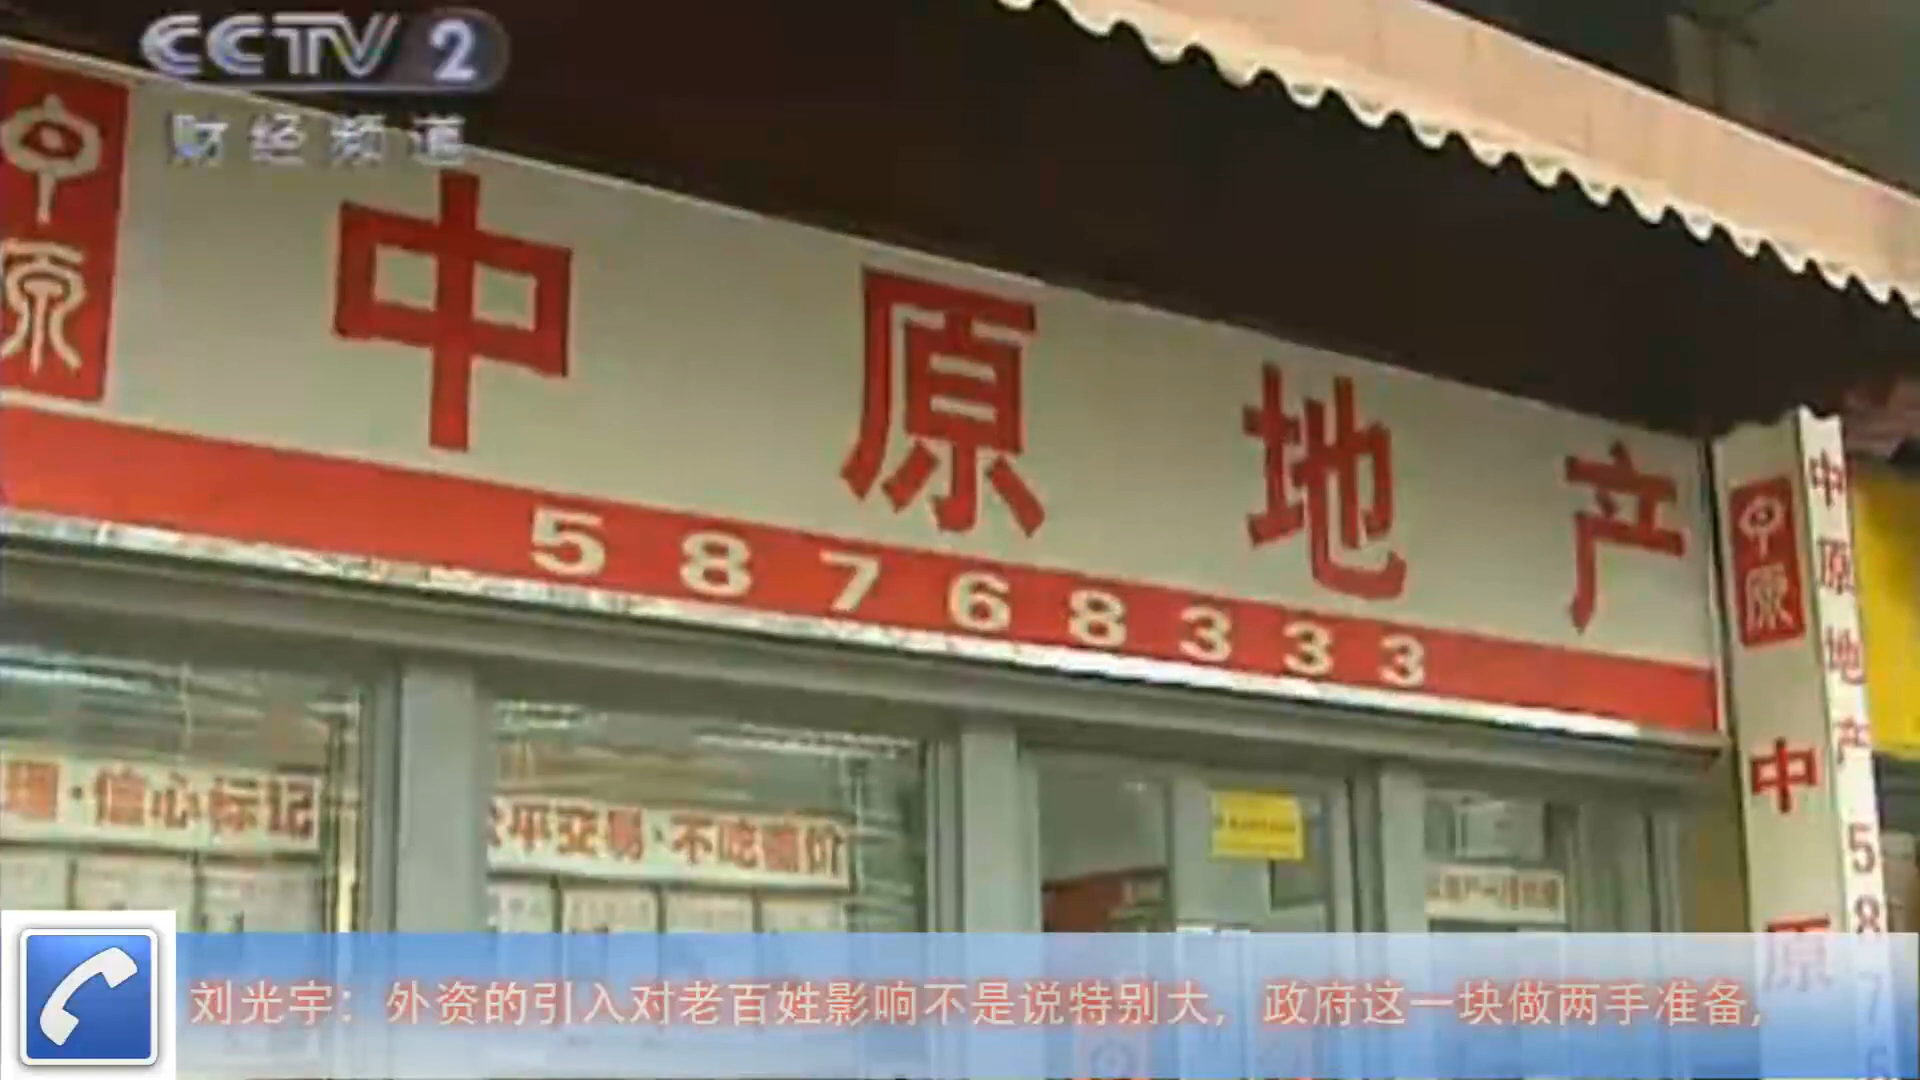 CCTV 2
财经频道
中原
中原地产
58768333
信心标记
公平交易·不吃差价
中原
中原
中原地产 58 76
刘光宇：外资的引入对老百姓影响不是说特别大，政府这一块做两手准备，